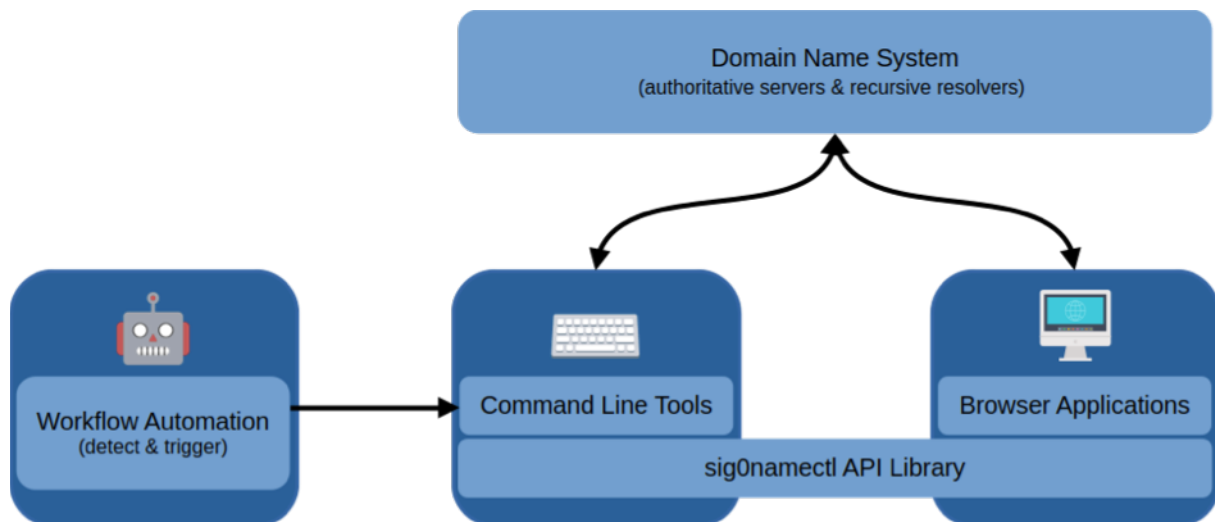 Domain Name System
(authoritative servers & recursive resolvers)
Workflow Automation
(detect & trigger)
Command Line Tools
Browser Applications
sig0namectl API Library